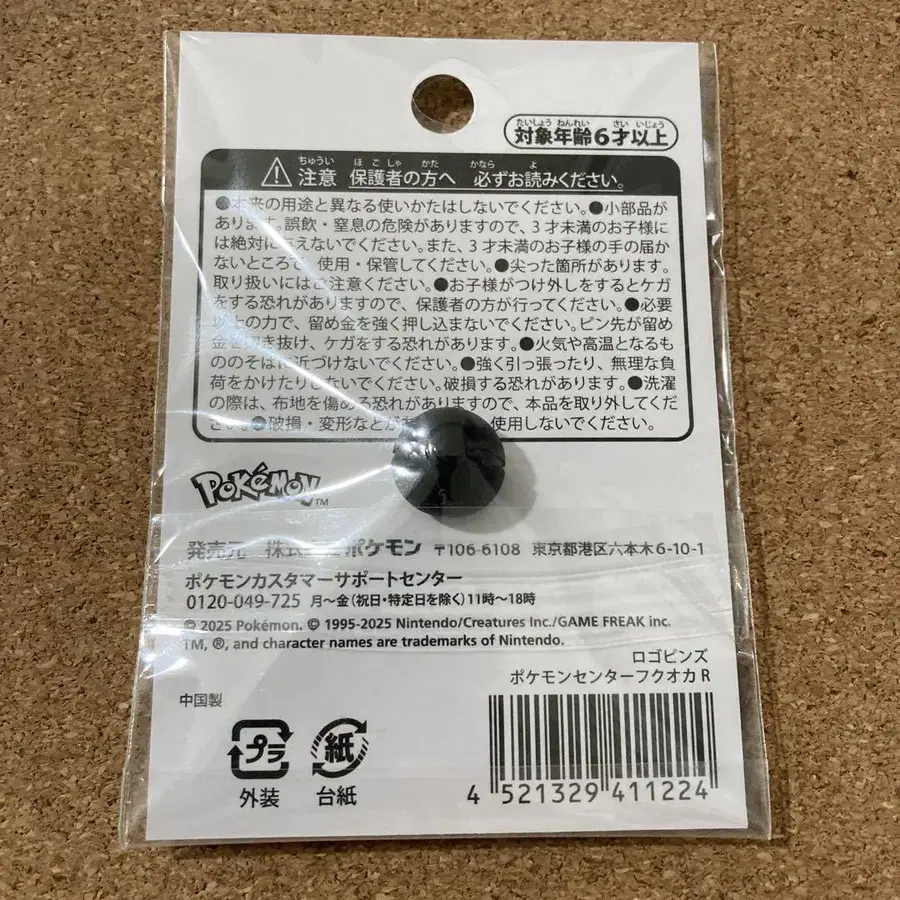 たいしょう ねんれい さい いじょう
対象年齢6才以上
ちゅうい ほごしゃ かた かなら よ
注意 保護者の方へ 必ずお読みください。
●本来の用途と異なる使いかたはしないでください。●小部品が
あります。誤飲・窒息の危険がありますので、3才未満のお子様に
は絶対に与えないでください。また、3才未満のお子様の手の届か
ないところで、使用・保管してください。●尖った箇所があります。
取り扱いにはご注意ください。●お子様がつけ外しをするとケガ
をする恐れがありますので、保護者の方が行ってください。●必要
以上の力で、留め金を強く押し込まないでください。ピン先が留め
金を突き抜け、ケガをする恐れがあります。●火気や高温となるも
ののそばに近づけないでください。●強く引っ張ったり、無理な負
荷をかけたりしないでください。破損する恐れがあります。●洗濯
の際は、布地を傷める恐れがありますので、本品を取り外してくだ
さい。●破損・変形などが 使用しないでください。
POKéMON TM
発売元 株式会社ポケモン 〒106-6108 東京都港区六本木6-10-1
ポケモンカスタマーサポートセンター
0120-049-725 月～金（祝日・特定日を除く）11時～18時
© 2025 Pokémon. © 1995-2025 Nintendo/Creatures Inc./GAME FREAK inc.
TM, ®, and character names are trademarks of Nintendo.
ロゴピンズ
ポケモンセンターフクオカ R
中国製
プラ 紙
外装 台紙
4 521329 411224